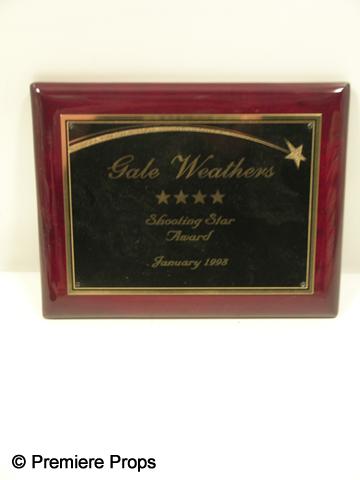 Gale Weathers
Shooting Star
Award
January 1998
© Premiere Props